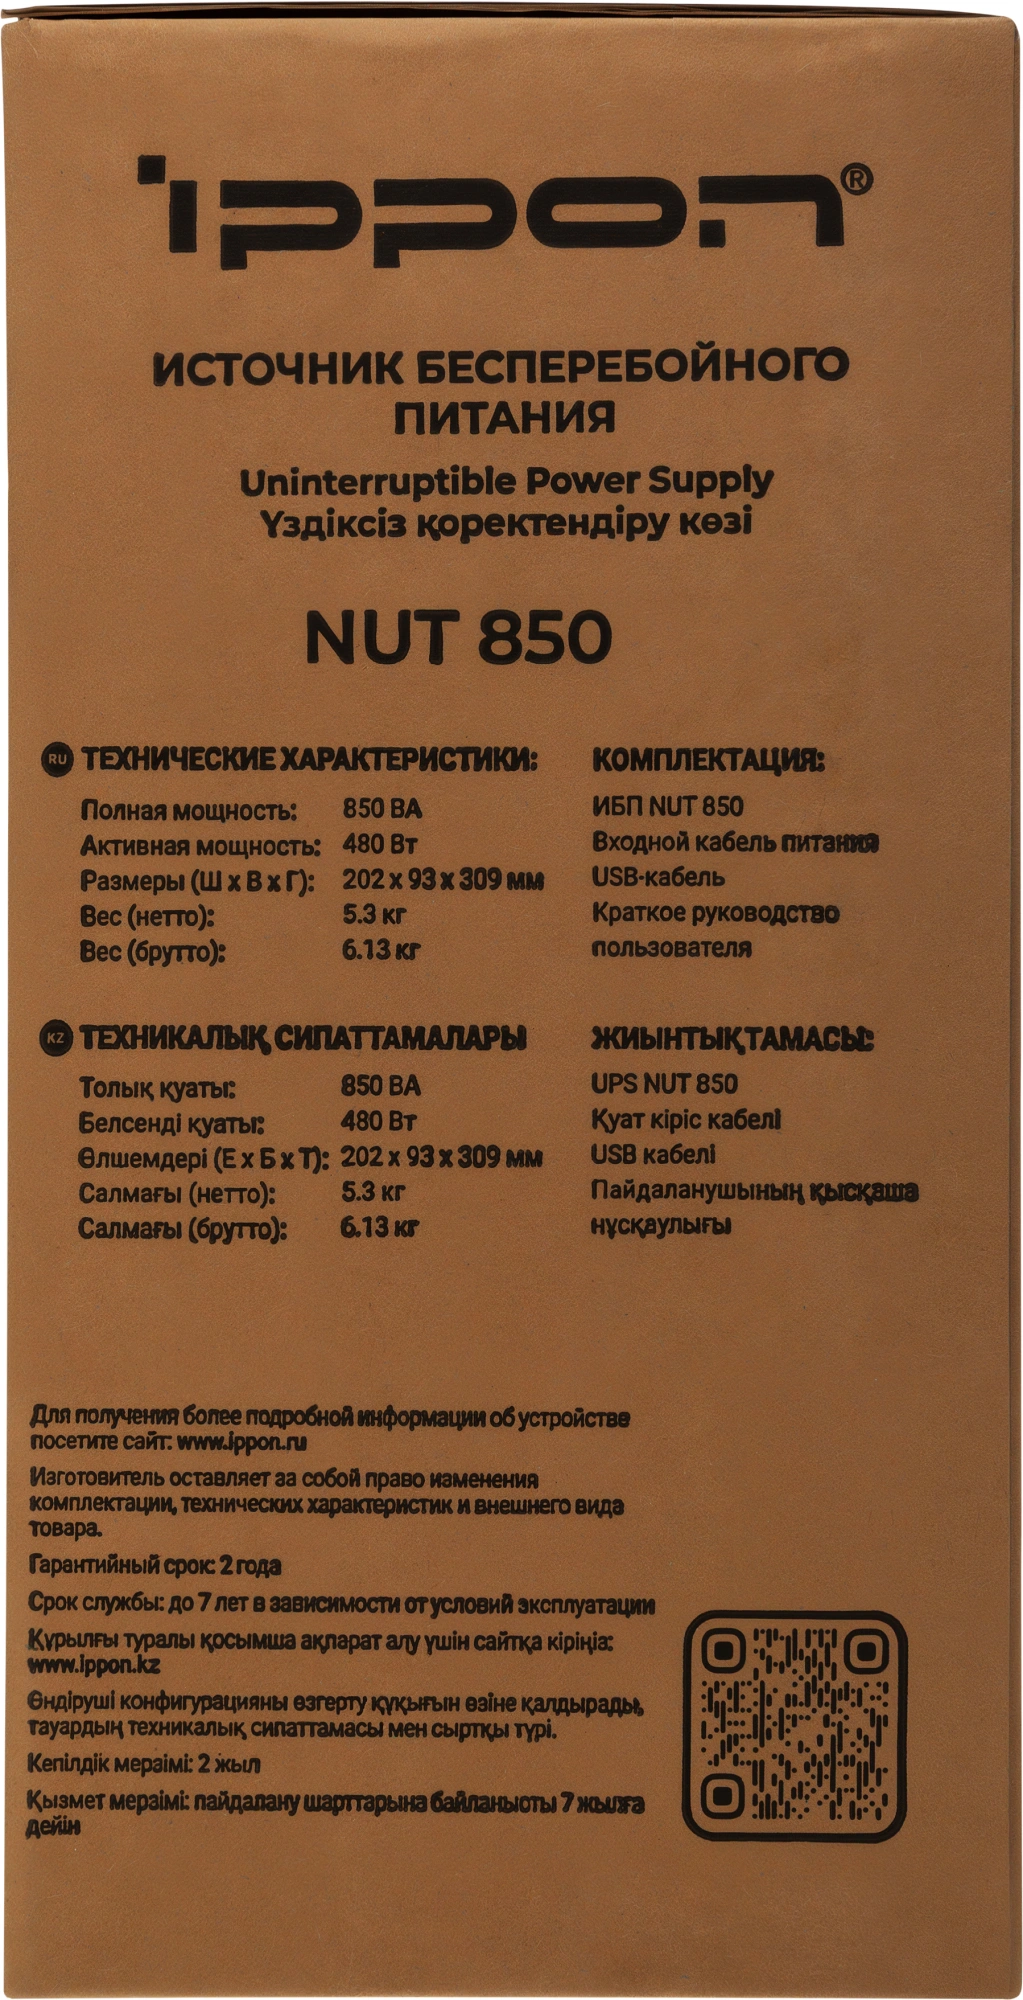 ippon®
ИСТОЧНИК БЕСПЕРЕБОЙНОГО
ПИТАНИЯ
Uninterruptible Power Supply
Үздіксіз қоректендіру көзі
NUT 850
RU ТЕХНИЧЕСКИЕ ХАРАКТЕРИСТИКИ:
Полная мощность: 850 ВА
Активная мощность: 480 Вт
Размеры (Ш x В x Г): 202 x 93 x 309 мм
Вес (нетто): 5.3 кг
Вес (брутто): 6.13 кг
КОМПЛЕКТАЦИЯ:
ИБП NUT 850
Входной кабель питания
USB-кабель
Краткое руководство
пользователя
KZ ТЕХНИКАЛЫҚ СИПАТТАМАЛАРЫ
Толық қуаты: 850 ВА
Белсенді қуаты: 480 Вт
Өлшемдері (Е x Б x Т): 202 x 93 x 309 мм
Салмағы (нетто): 5.3 кг
Салмағы (брутто): 6.13 кг
ЖИЫНТЫҚТАМАСЫ:
UPS NUT 850
Қуат кіріс кабелі
USB кабелі
Пайдаланушының қысқаша
нұсқаулығы
Для получения более подробной информации об устройстве
посетите сайт: www.ippon.ru
Изготовитель оставляет за собой право изменения
комплектации, технических характеристик и внешнего вида
товара.
Гарантийный срок: 2 года
Срок службы: до 7 лет в зависимости от условий эксплуатации
Құрылғы туралы қосымша ақпарат алу үшін сайтқа кіріңіз:
www.ippon.kz
Өндіруші конфигурацияны өзгерту құқығын өзіне қалдырады,
тауардың техникалық сипаттамасы мен сыртқы түрі.
Кепілдік мерзімі: 2 жыл
Қызмет мерзімі: пайдалану шарттарына байланысты 7 жылға
дейін